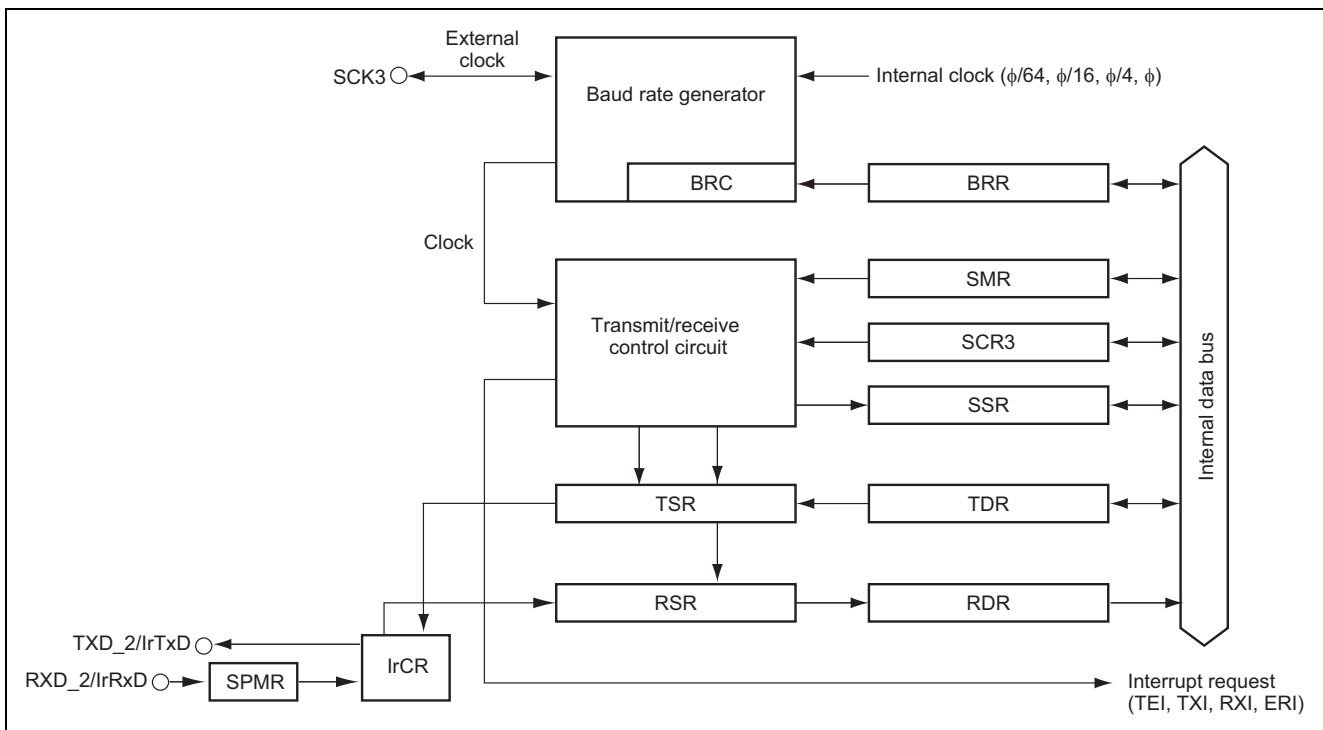 External
clock
SCK3
Baud rate generator
Internal clock (ϕ/64, ϕ/16, ϕ/4, ϕ)
BRC
BRR
Clock
SMR
Transmit/receive
control circuit
SCR3
SSR
Internal data bus
TSR
TDR
RSR
RDR
TXD_2/IrTxD
IrCR
RXD_2/IrRxD
SPMR
Interrupt request
(TEI, TXI, RXI, ERI)